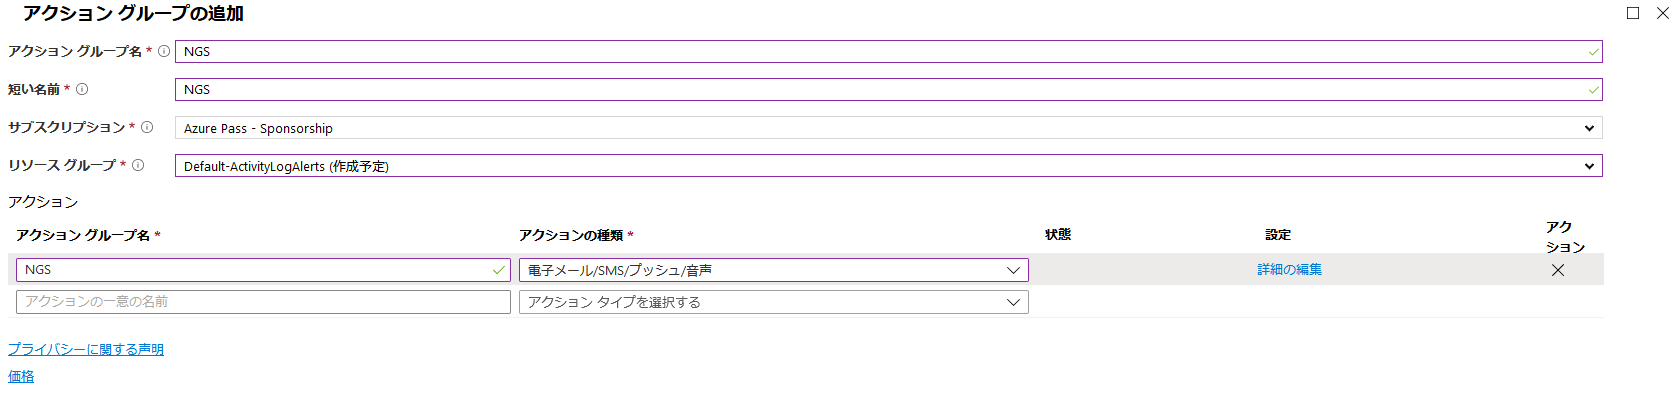 アクション グループの追加
アクション グループ名 * NGS
短い名前 * NGS
サブスクリプション * Azure Pass - Sponsorship
リソース グループ * Default-ActivityLogAlerts (作成予定)
アクション
アクション グループ名 * アクションの種類 * 状態 設定 アク
ション
NGS 電子メール/SMS/プッシュ/音声 詳細の編集
アクションの一意の名前 アクション タイプを選択する
プライバシーに関する声明
価格